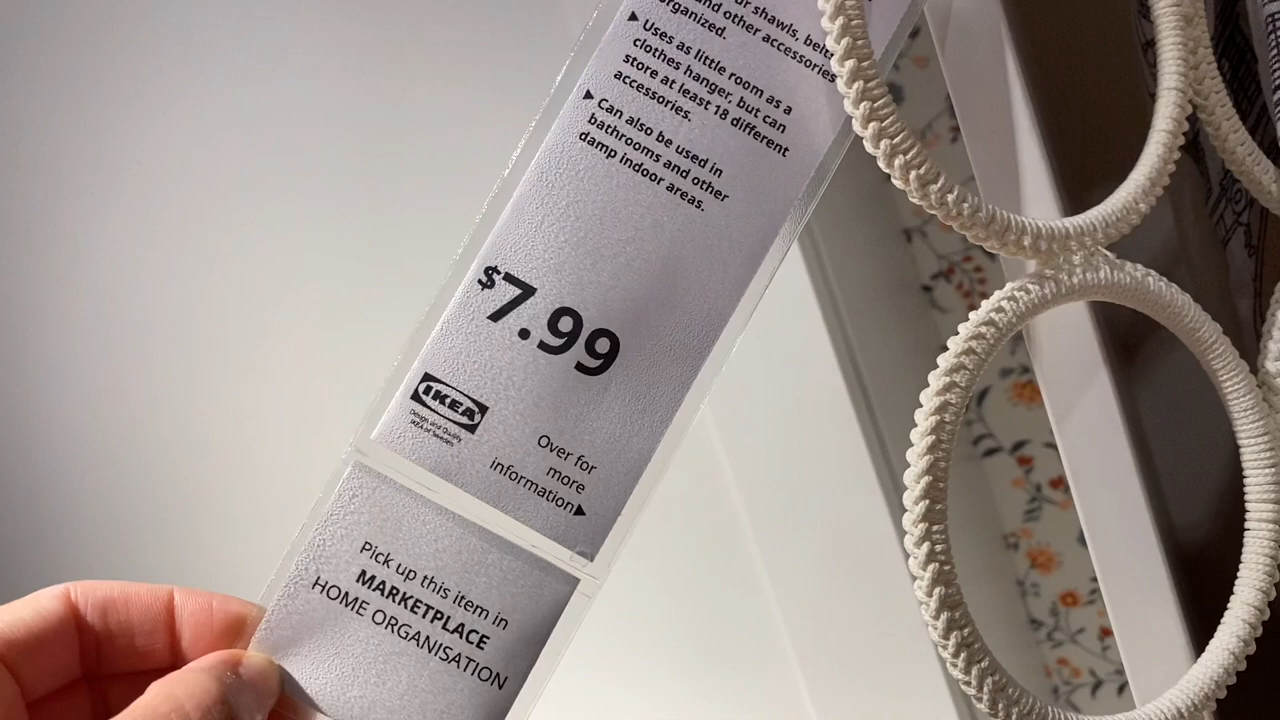 ur shawls, belts
and other accessories
organized.
▶ Uses as little room as a
clothes hanger, but can
store at least 18 different
accessories.
▶ Can also be used in
bathrooms and other
damp indoor areas.
$7.99
IKEA
Design and Quality
IKEA of Sweden
Over for
more
information▶
Pick up this item in
MARKETPLACE
HOME ORGANISATION